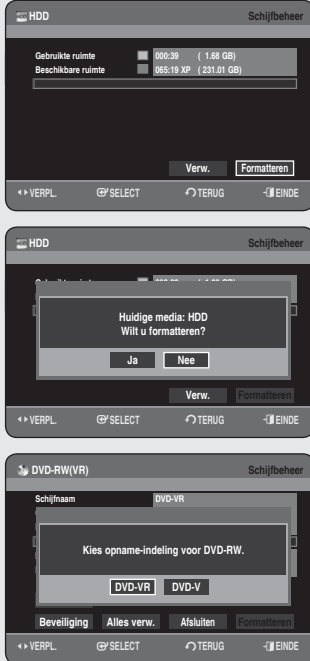 HDD Schijfbeheer
Gebruikte ruimte 000:39 ( 1.68 GB)
Beschikbare ruimte 065:19 XP ( 231.01 GB)
Verw. Formatteren
VERPL. SELECT TERUG EINDE
HDD Schijfbeheer
Huidige media: HDD
Wilt u formatteren?
Ja Nee
Verw. Formatteren
VERPL. SELECT TERUG EINDE
DVD-RW(VR) Schijfbeheer
Schijfnaam DVD-VR
Kies opname-indeling voor DVD-RW.
DVD-VR DVD-V
Beveiliging Alles verw. Afsluiten Formatteren
VERPL. SELECT TERUG EINDE